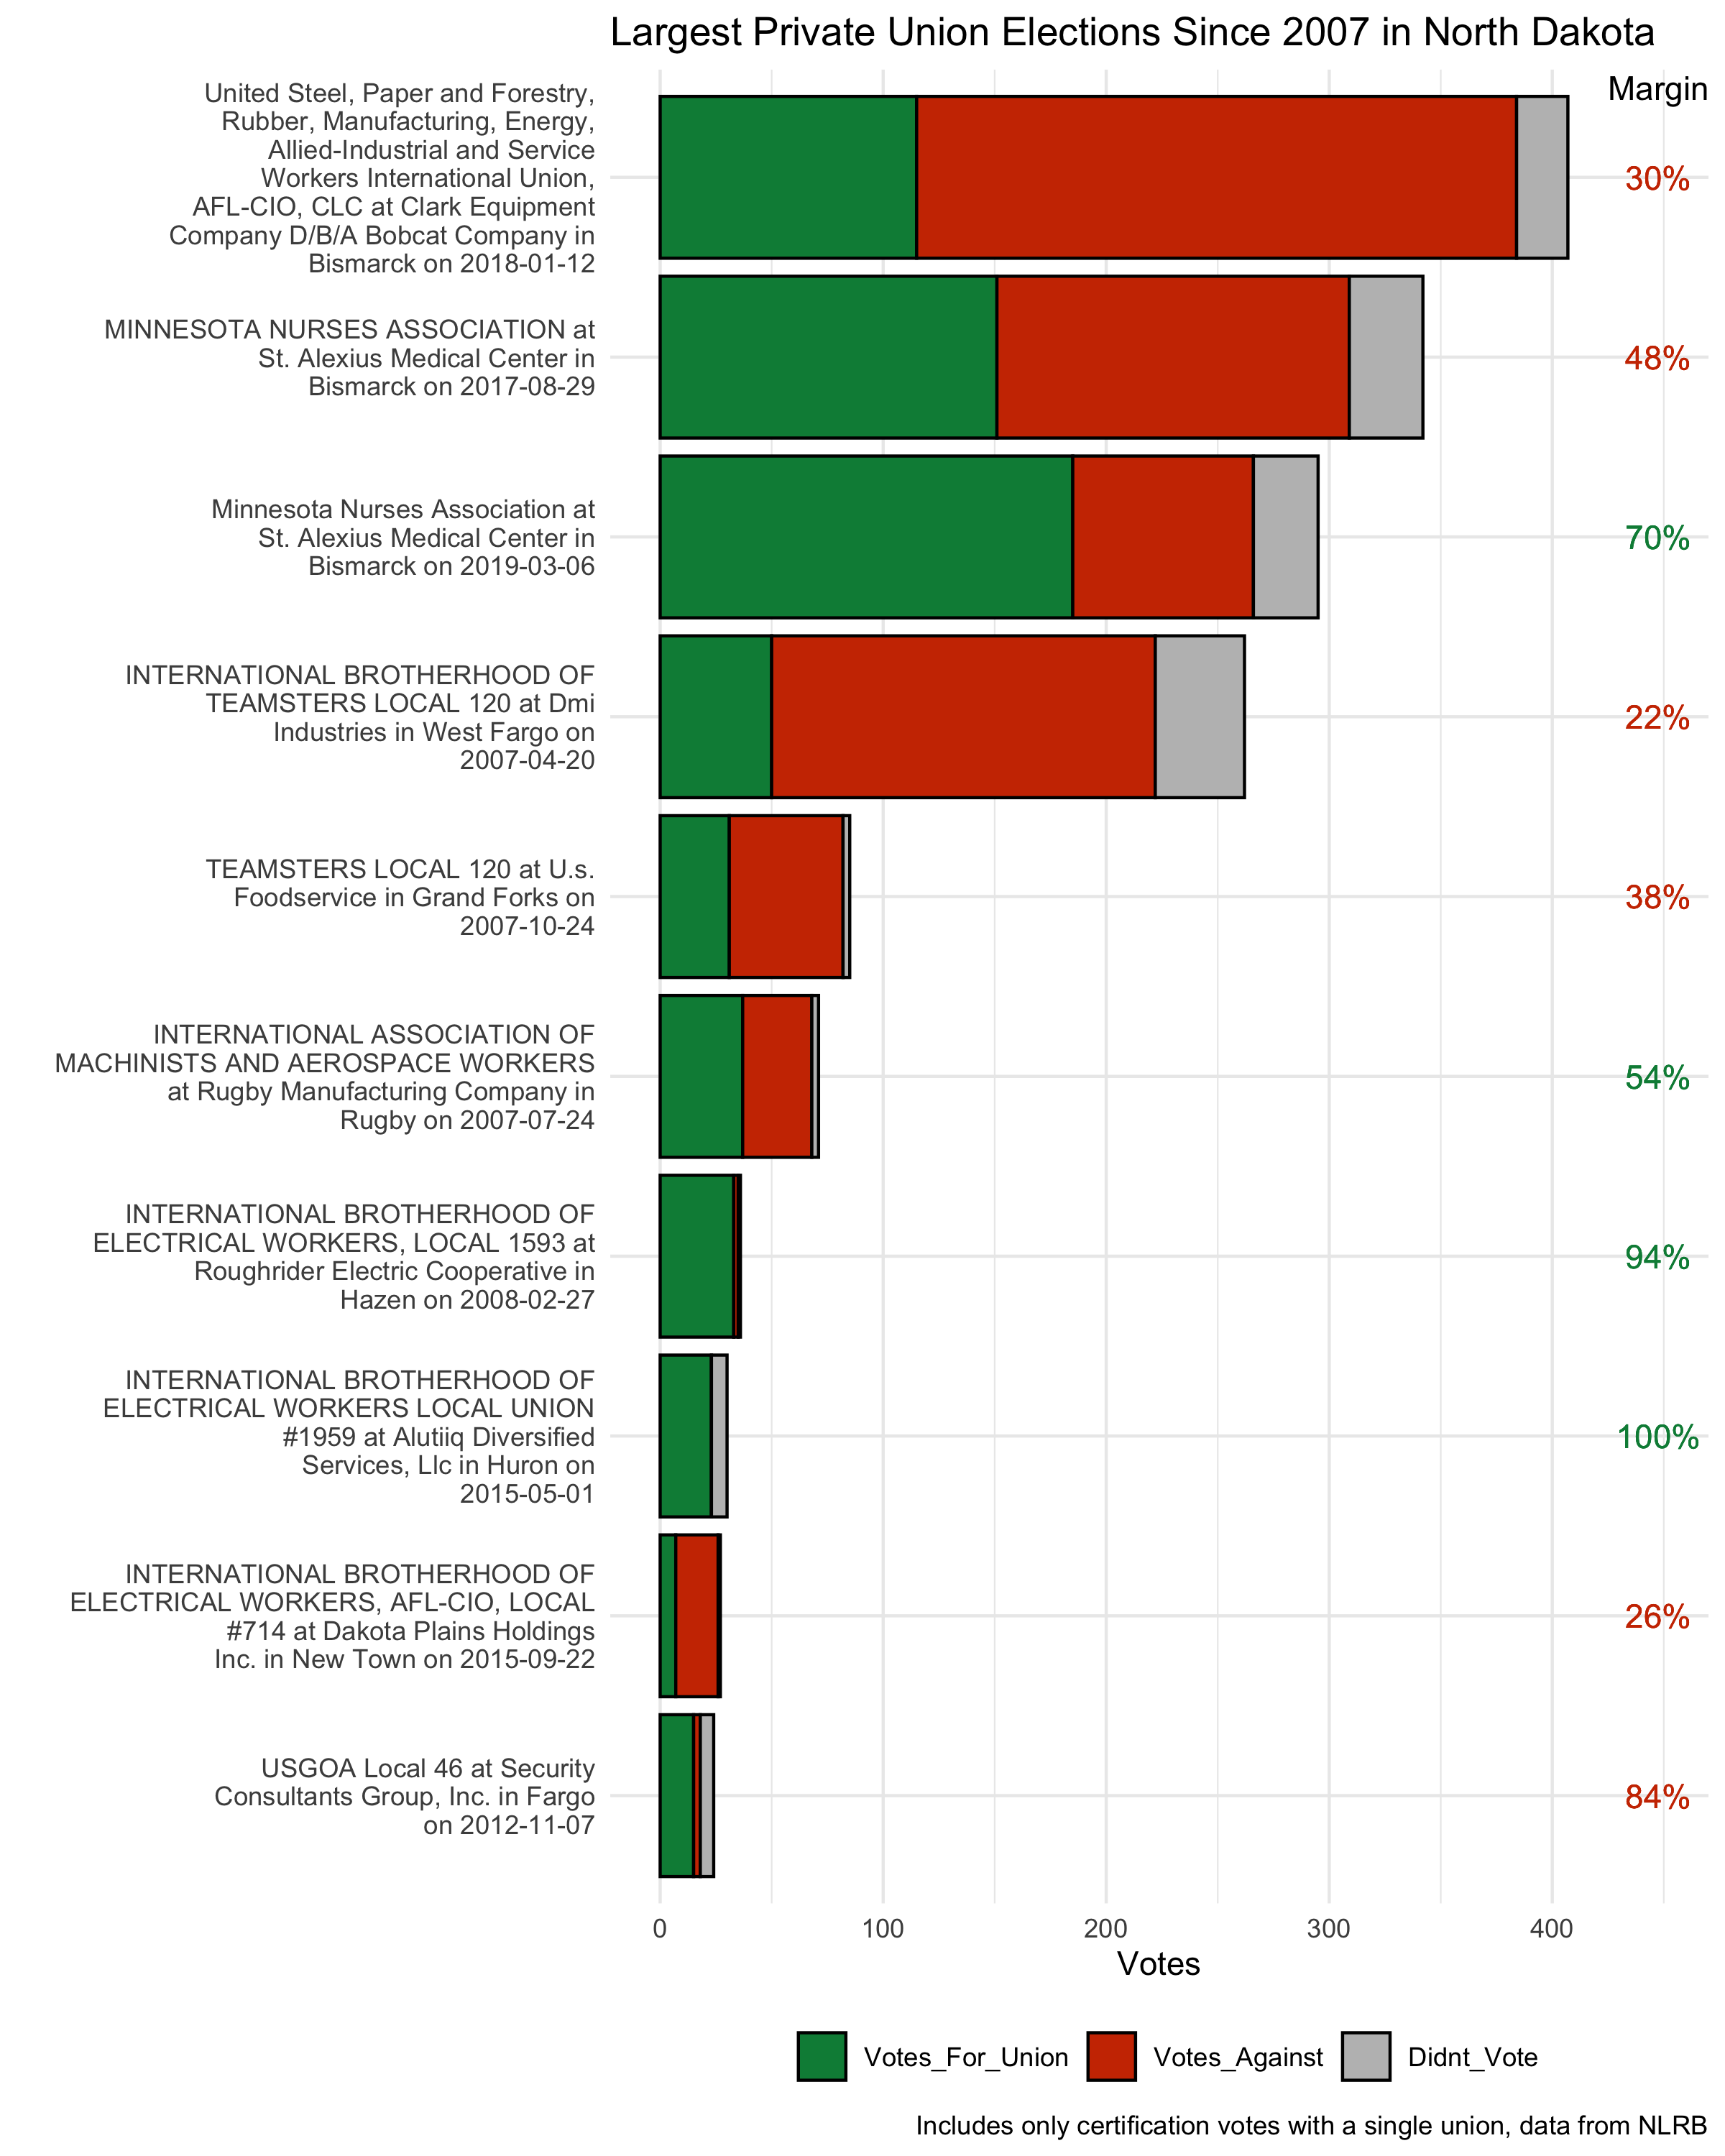 Largest Private Union Elections Since 2007 in North Dakota
Margin
United Steel, Paper and Forestry,
Rubber, Manufacturing, Energy,
Allied-Industrial and Service
Workers International Union,
AFL-CIO, CLC at Clark Equipment
Company D/B/A Bobcat Company in
Bismarck on 2018-01-12
30%
MINNESOTA NURSES ASSOCIATION at
St. Alexius Medical Center in
Bismarck on 2017-08-29
48%
Minnesota Nurses Association at
St. Alexius Medical Center in
Bismarck on 2019-03-06
70%
INTERNATIONAL BROTHERHOOD OF
TEAMSTERS LOCAL 120 at Dmi
Industries in West Fargo on
2007-04-20
22%
TEAMSTERS LOCAL 120 at U.s.
Foodservice in Grand Forks on
2007-10-24
38%
INTERNATIONAL ASSOCIATION OF
MACHINISTS AND AEROSPACE WORKERS
at Rugby Manufacturing Company in
Rugby on 2007-07-24
54%
INTERNATIONAL BROTHERHOOD OF
ELECTRICAL WORKERS, LOCAL 1593 at
Roughrider Electric Cooperative in
Hazen on 2008-02-27
94%
INTERNATIONAL BROTHERHOOD OF
ELECTRICAL WORKERS LOCAL UNION
#1959 at Alutiiq Diversified
Services, Llc in Huron on
2015-05-01
100%
INTERNATIONAL BROTHERHOOD OF
ELECTRICAL WORKERS, AFL-CIO, LOCAL
#714 at Dakota Plains Holdings
Inc. in New Town on 2015-09-22
26%
USGOA Local 46 at Security
Consultants Group, Inc. in Fargo
on 2012-11-07
84%
0 100 200 300 400
Votes
Votes_For_Union Votes_Against Didnt_Vote
Includes only certification votes with a single union, data from NLRB